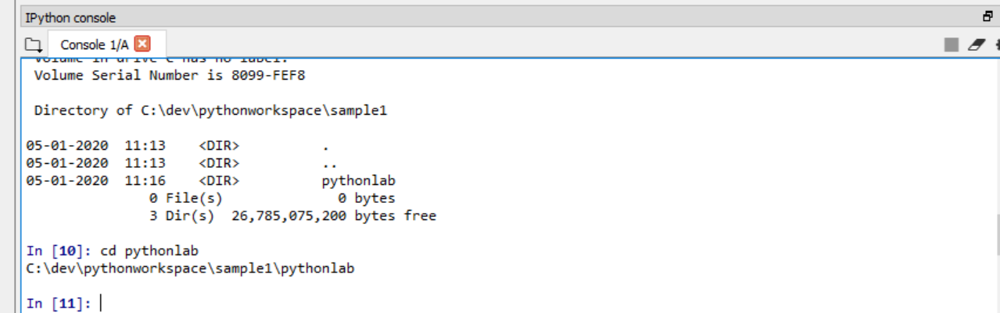 IPython console
Console 1/A
Volume in drive C has no label.
Volume Serial Number is 8099-FEF8
Directory of C:\dev\pythonworkspace\sample1
05-01-2020  11:13    <DIR>          .
05-01-2020  11:13    <DIR>          ..
05-01-2020  11:16    <DIR>          pythonlab
0 File(s)              0 bytes
3 Dir(s)  26,785,075,200 bytes free
In [10]: cd pythonlab
C:\dev\pythonworkspace\sample1\pythonlab
In [11]: